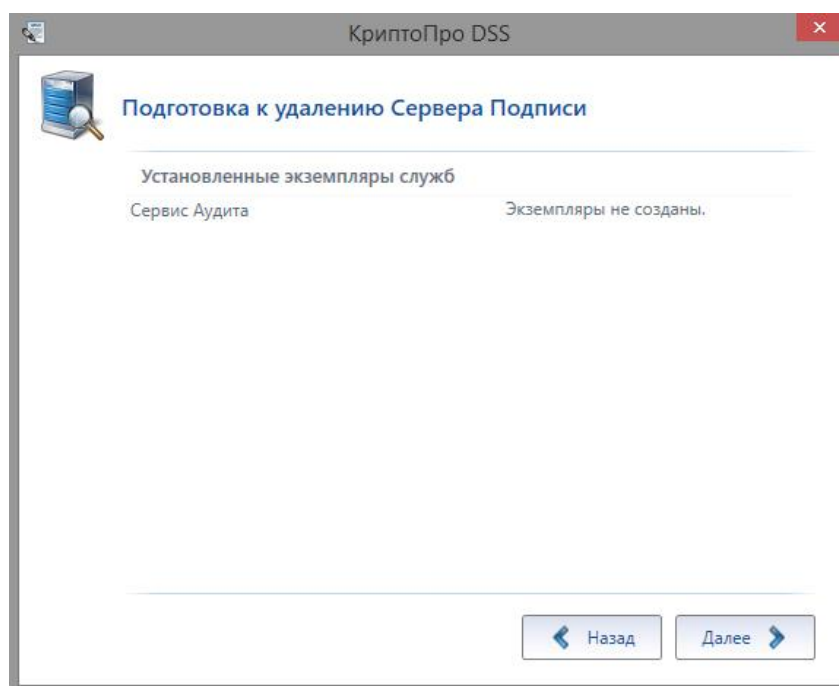 КриптоПро DSS
Подготовка к удалению Сервера Подписи
Установленные экземпляры служб
Сервис Аудита Экземпляры не созданы.
Назад Далее